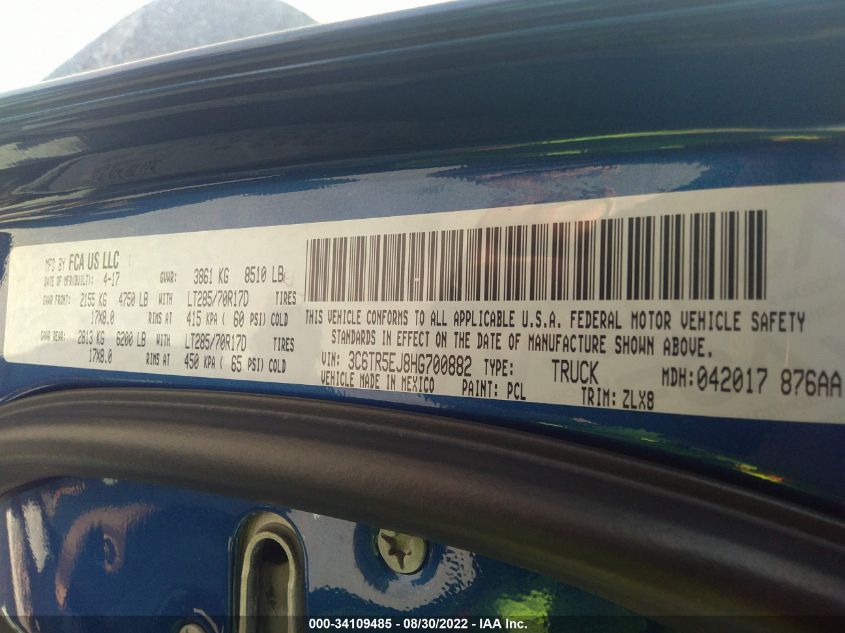 MFD BY FCA US LLC
DATE OF MFR(BUILT): 4-17 GVWR: 3861 KG 8510 LB
GAWR FRONT: 2155 KG 4750 LB WITH LT285/70R17D TIRES
17X8.0 RIMS AT 415 KPA ( 60 PSI) COLD
GAWR REAR: 2813 KG 6200 LB WITH LT285/70R17D TIRES
17X8.0 RIMS AT 450 KPA ( 65 PSI) COLD
THIS VEHICLE CONFORMS TO ALL APPLICABLE U.S.A. FEDERAL MOTOR VEHICLE SAFETY
STANDARDS IN EFFECT ON THE DATE OF MANUFACTURE SHOWN ABOVE.
VIN: 3C6TR5EJ8HG700882 TYPE: TRUCK MDH: 042017 876AA
VEHICLE MADE IN MEXICO PAINT: PCL TRIM: ZLX8
000-34109485 - 08/30/2022 - IAA Inc.